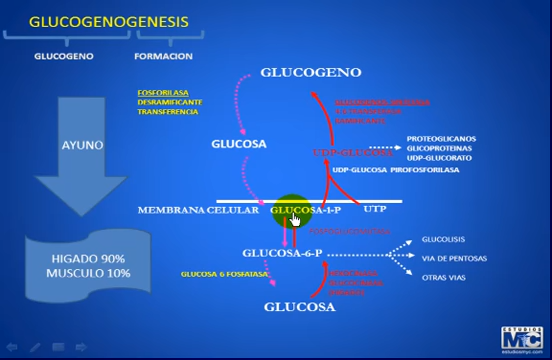 GLUCOGENOGENESIS
GLUCOGENO
FORMACION
GLUCOGENO
FOSFORILASA
DESRAMIFICANTE
TRANSFERENCIA
AYUNO
GLUCOSA
UDP-GLUCOSA
PROTEOGLICANOS
GLICOPROTEINAS
UDP-GLUCORATO
UDP-GLUCOSA PIROFOSFORILASA
MEMBRANA CELULAR
GLUCOSA-1-P
UTP
HIGADO 90%
MUSCULO 10%
GLUCOSA-6-P
GLUCOLISIS
VIA DE PENTOSAS
OTRAS VIAS
GLUCOSA 6 FOSFATASA
GLUCOSA
ESTUDIOS
MyC
estudiosmyc.com